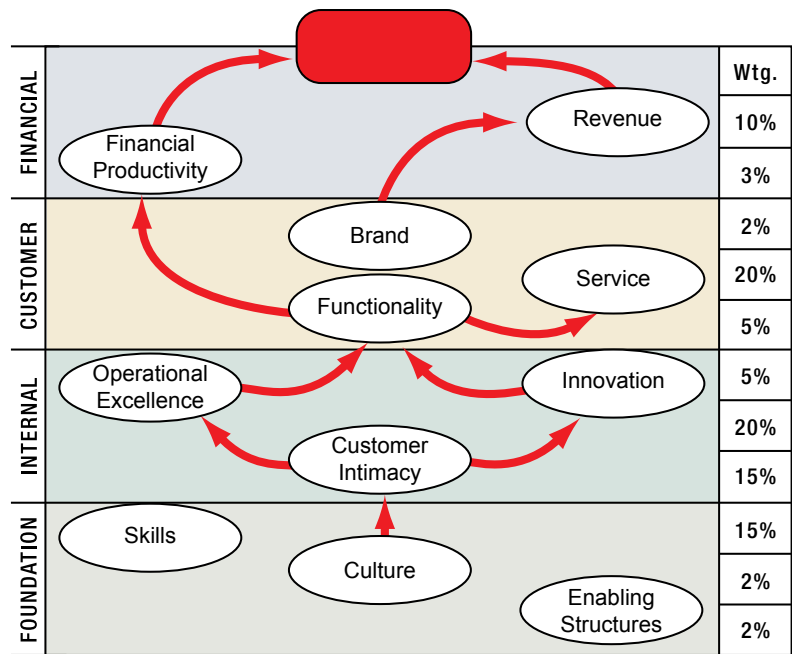 Wtg.
FINANCIAL
Financial
Productivity
Revenue
10%
3%
CUSTOMER
Brand
Functionality
Service
2%
20%
5%
INTERNAL
Operational
Excellence
Innovation
Customer
Intimacy
5%
20%
15%
FOUNDATION
Skills
Culture
Enabling
Structures
15%
2%
2%